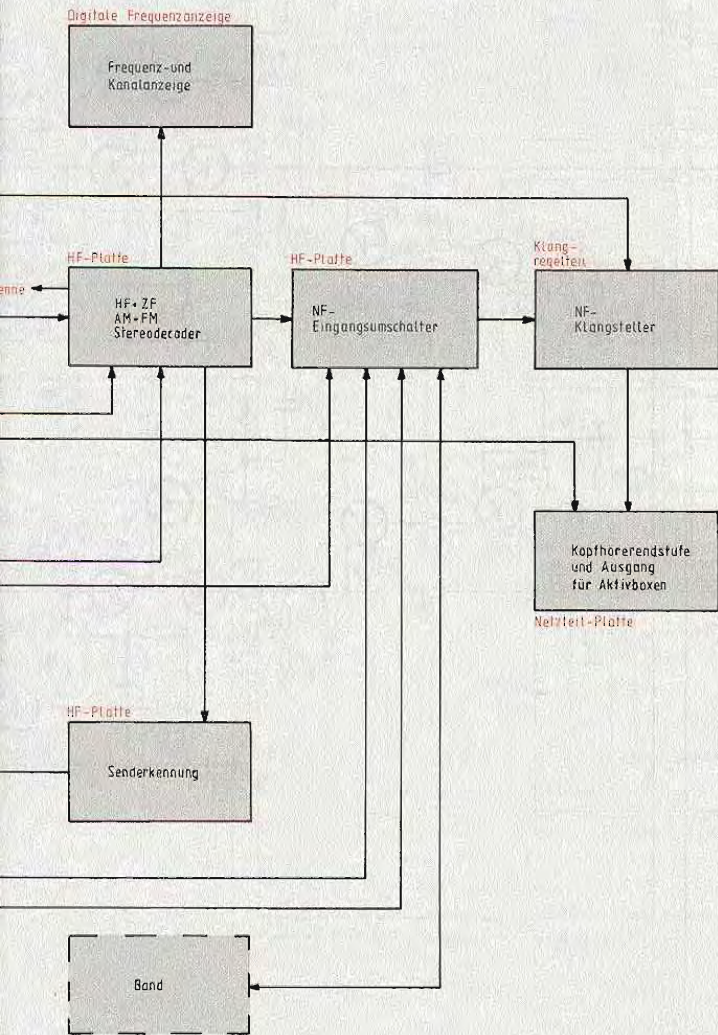 Digitale Frequenzanzeige
Frequenz-und
Kanalanzeige
HF-Platte
HF-Platte
Klang-
regelteil
enne
HF+ZF
AM+FM
Stereodecoder
NF-
Eingangsumschalter
NF-
Klangsteller
Kopfhörerendstufe
und Ausgang
für Aktivboxen
Netzteil-Platte
HF-Platte
Senderkennung
Band